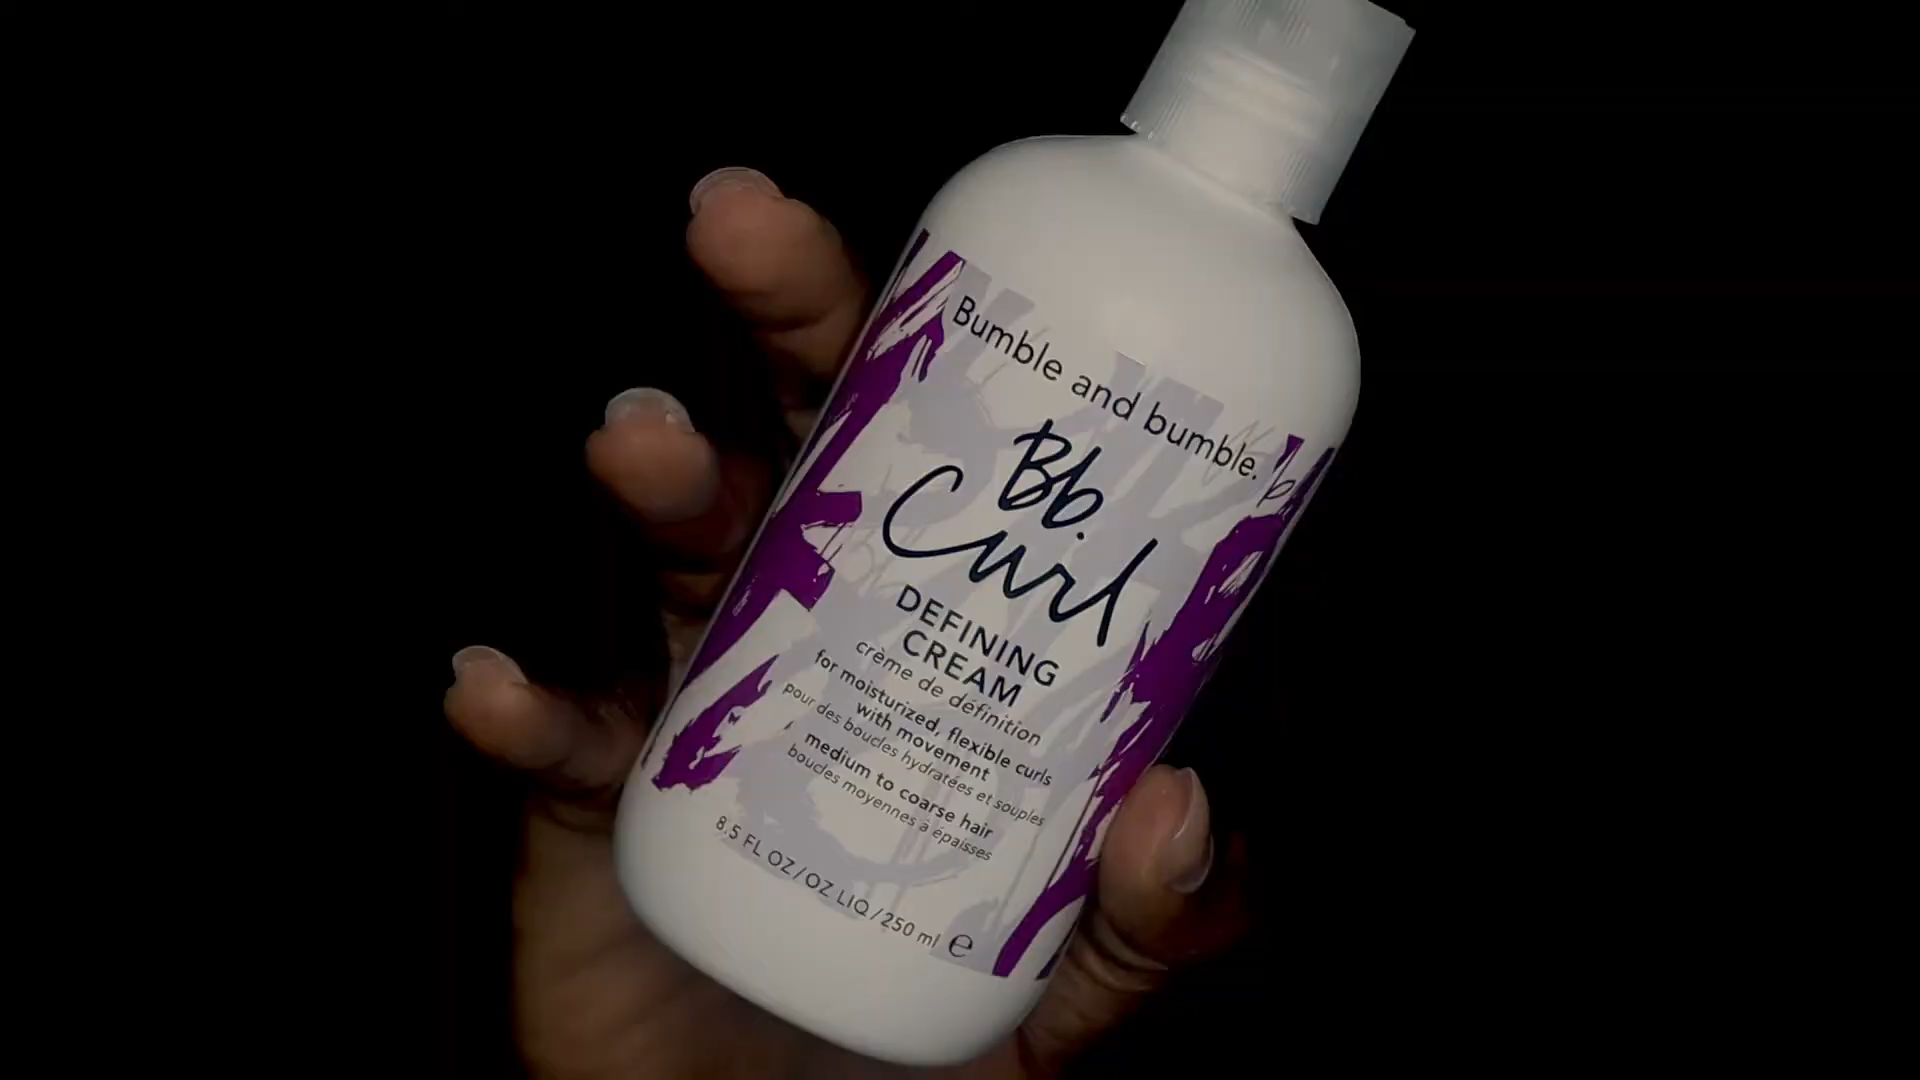 Bumble and bumble.
Bb.
Curl
DEFINING
CREAM
crème de définition
for moisturized, flexible curls
with movement
pour des boucles hydratées et souples
medium to coarse hair
boucles moyennes à épaisses
8.5 FL OZ/OZ LIQ/250 ml ℮